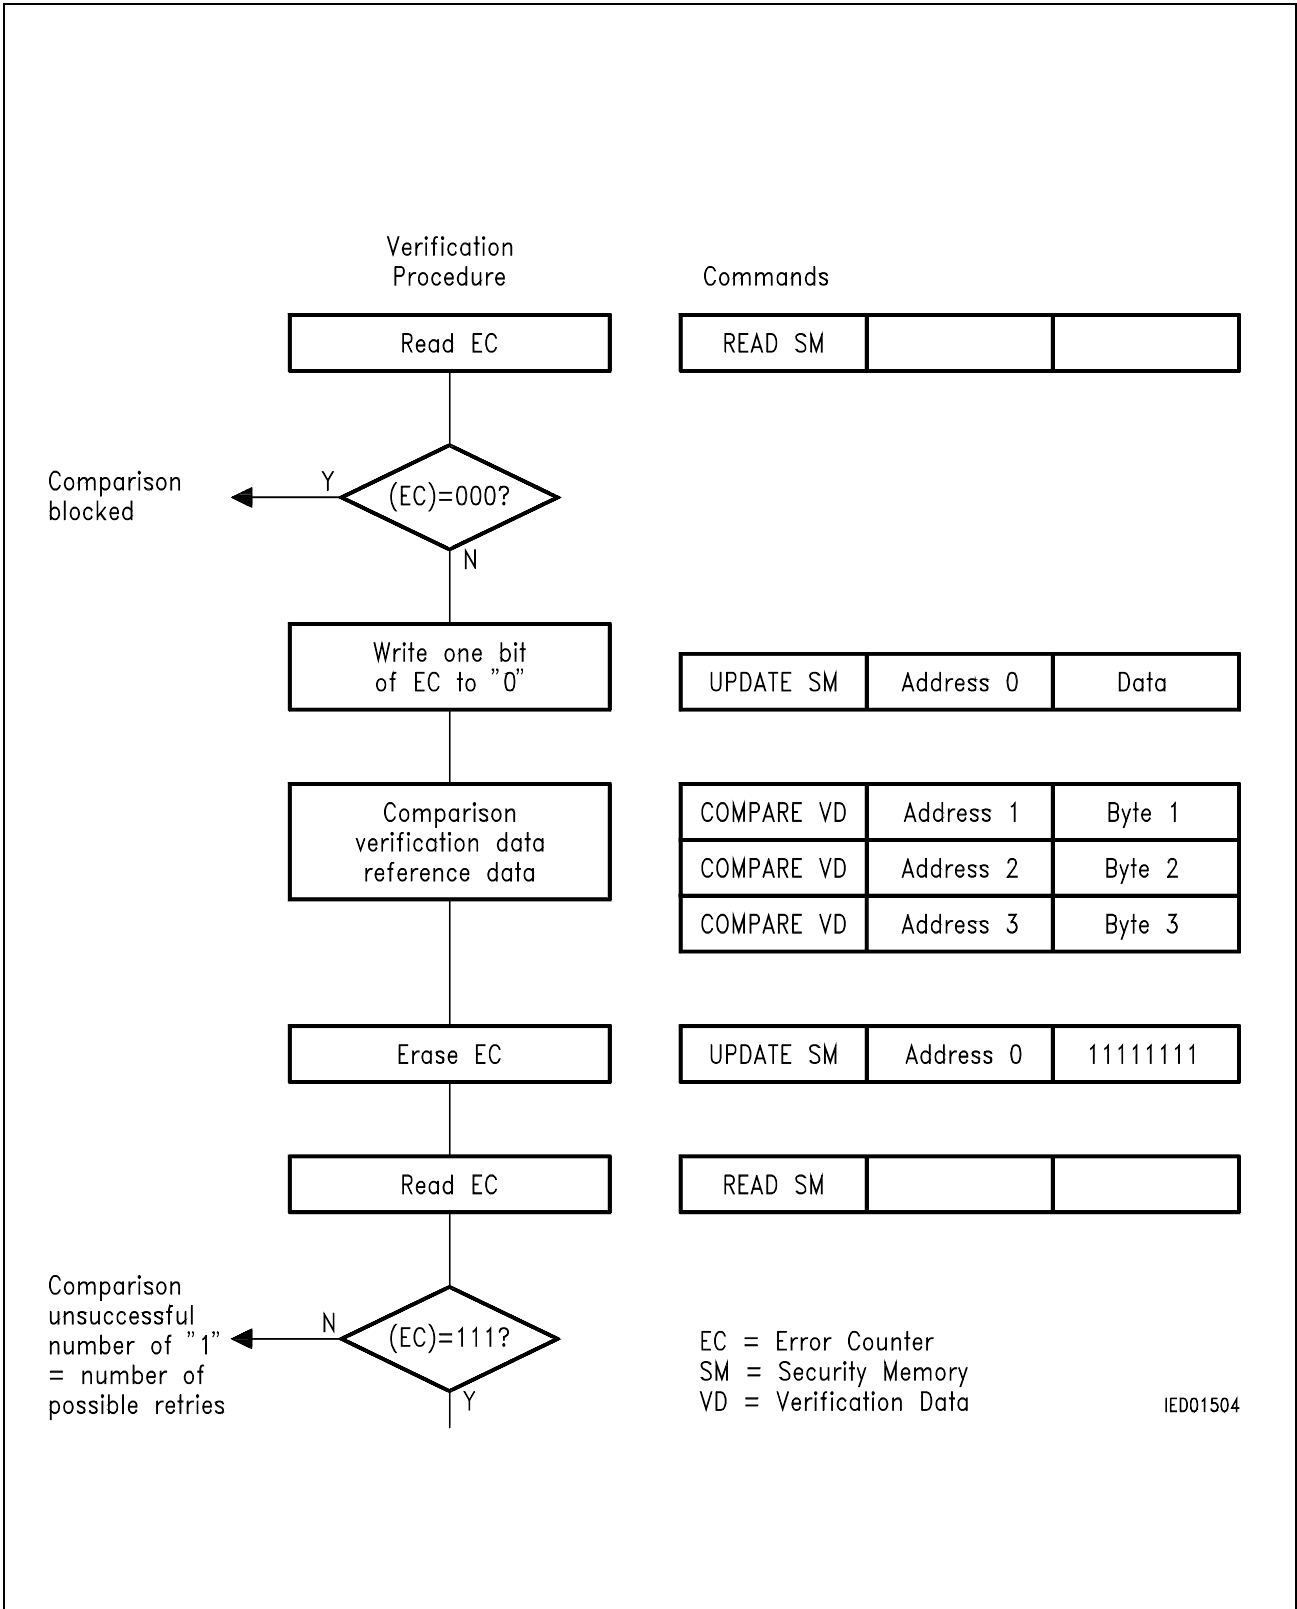 Verification
Procedure
Commands
Read EC
READ SM
(EC)=000?
Y
Comparison
blocked
N
Write one bit
of EC to "0"
UPDATE SM Address 0 Data
Comparison
verification data
reference data
COMPARE VD Address 1 Byte 1
COMPARE VD Address 2 Byte 2
COMPARE VD Address 3 Byte 3
Erase EC
UPDATE SM Address 0 11111111
Read EC
READ SM
(EC)=111?
N
Comparison
unsuccessful
number of "1"
= number of
possible retries
Y
EC = Error Counter
SM = Security Memory
VD = Verification Data
IED01504